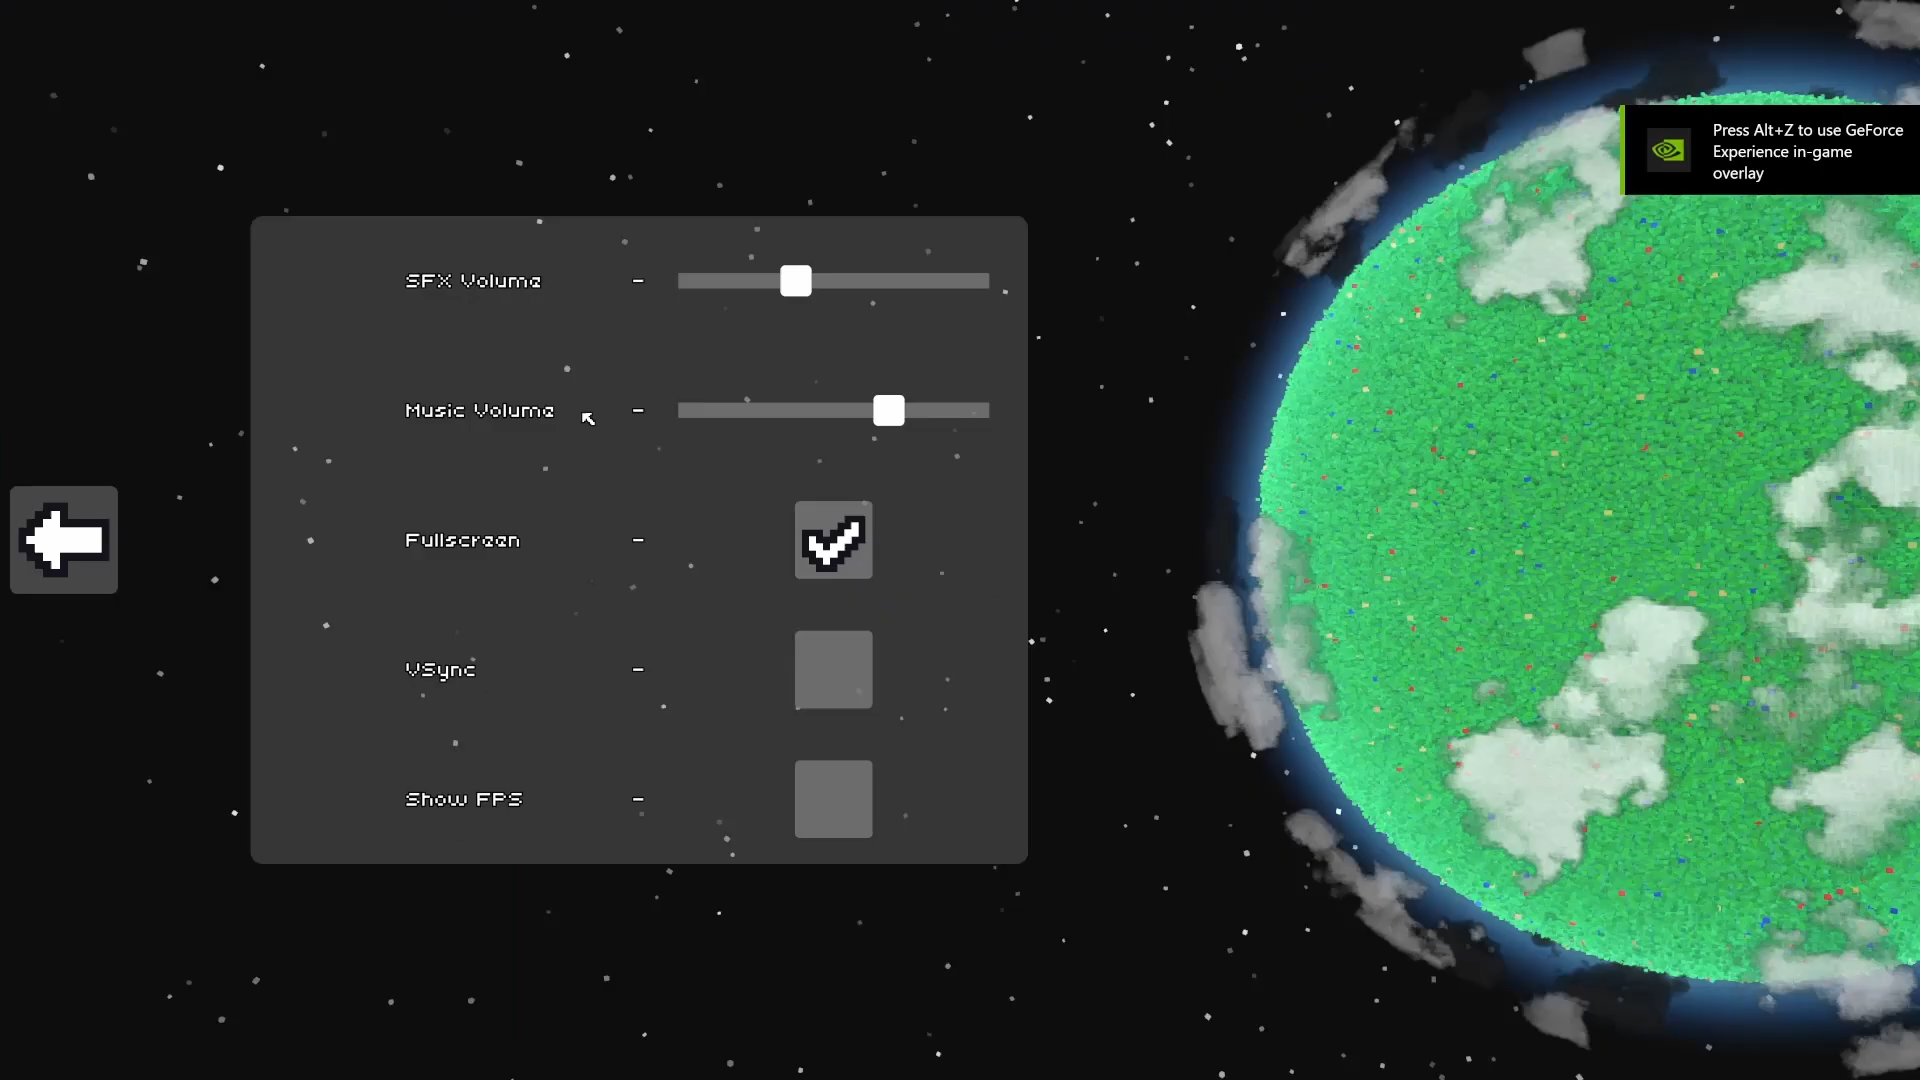 Press Alt+Z to use GeForce
Experience in-game
overlay
SFX Volume -
Music Volume -
Fullscreen -
VSync -
Show FPS -